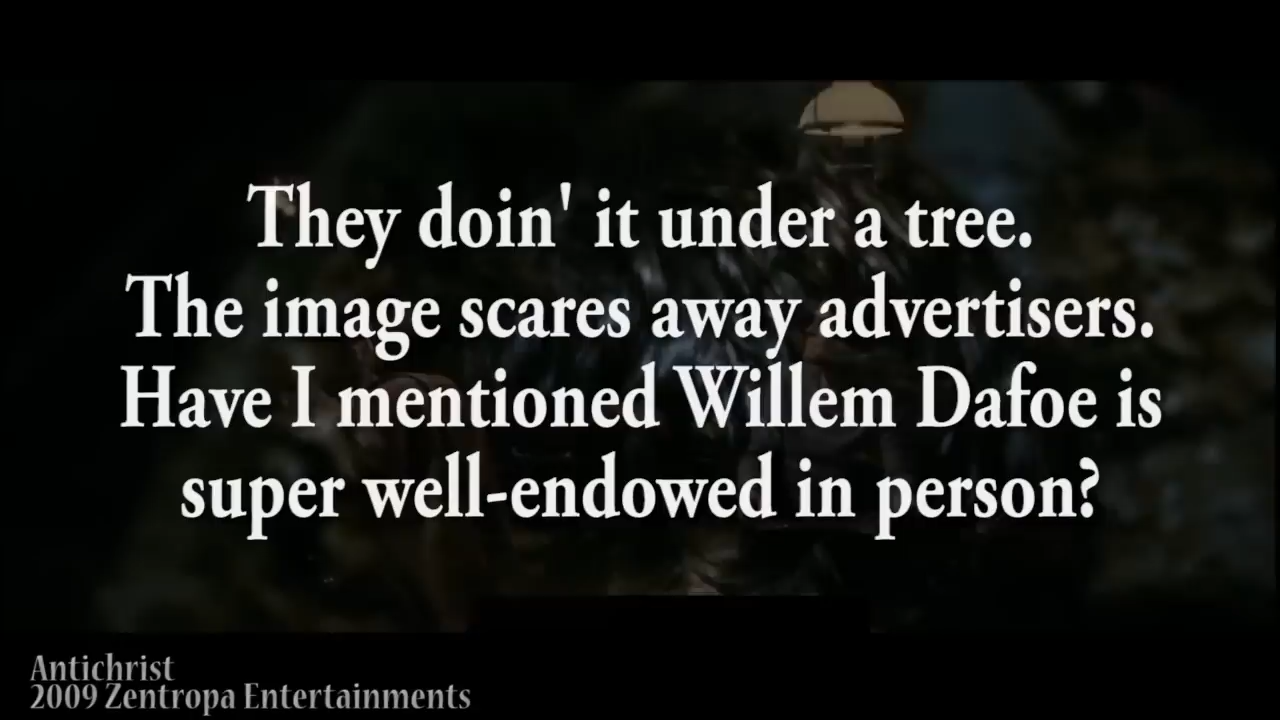 They doin' it under a tree.
The image scares away advertisers.
Have I mentioned Willem Dafoe is
super well-endowed in person?
Antichrist
2009 Zentropa Entertainments